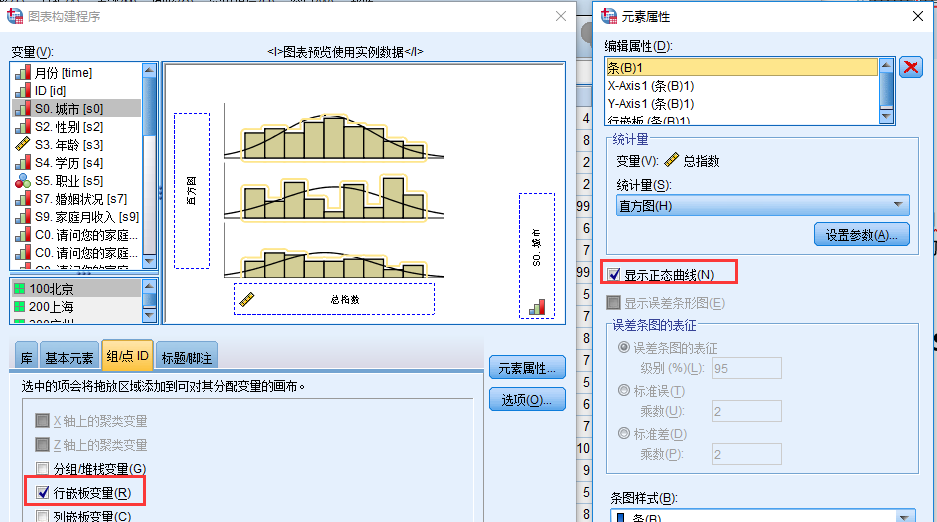 图表构建程序
变量(V):
月份 [time]
ID [id]
S0. 城市 [s0]
S2. 性别 [s2]
S3. 年龄 [s3]
S4. 学历 [s4]
S5. 职业 [s5]
S7. 婚姻状况 [s7]
S9. 家庭月收入 [s9]
C0. 请问您的家庭...
C0. 请问您的家庭...
100北京
200上海
<I>图表预览使用实例数据</I>
直方图
S0. 城市
总指数
库
基本元素
组/点 ID
标题/脚注
选中的项会将拖放区域添加到可对其分配变量的画布。
X 轴上的聚类变量
Z 轴上的聚类变量
分组/堆栈变量(G)
行嵌板变量(R)
列嵌板变量(C)
元素属性...
选项(O)...
元素属性
编辑属性(D):
条(B)1
X-Axis1 (条(B)1)
Y-Axis1 (条(B)1)
行嵌板 (条(B)1)
统计量
变量(V):
总指数
统计量(S):
直方图(H)
设置参数(A)...
显示正态曲线(N)
显示误差条形图(E)
误差条图的表征
误差条图的表征
级别 (%)(L): 95
标准误(T)
乘数(U): 2
标准差(D)
乘数(P): 2
条图样式(B):
条(B)